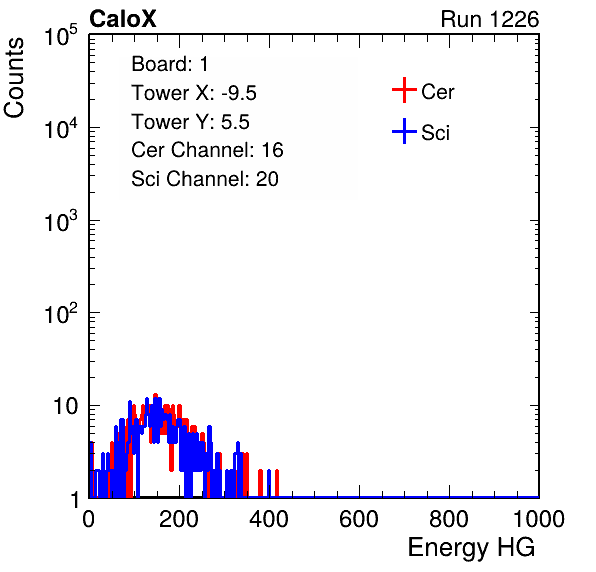 CaloX Run 1226
Counts
10^5
10^4
10^3
10^2
10
1
Board: 1
Tower X: -9.5
Tower Y: 5.5
Cer Channel: 16
Sci Channel: 20
Cer
Sci
0 200 400 600 800 1000
Energy HG